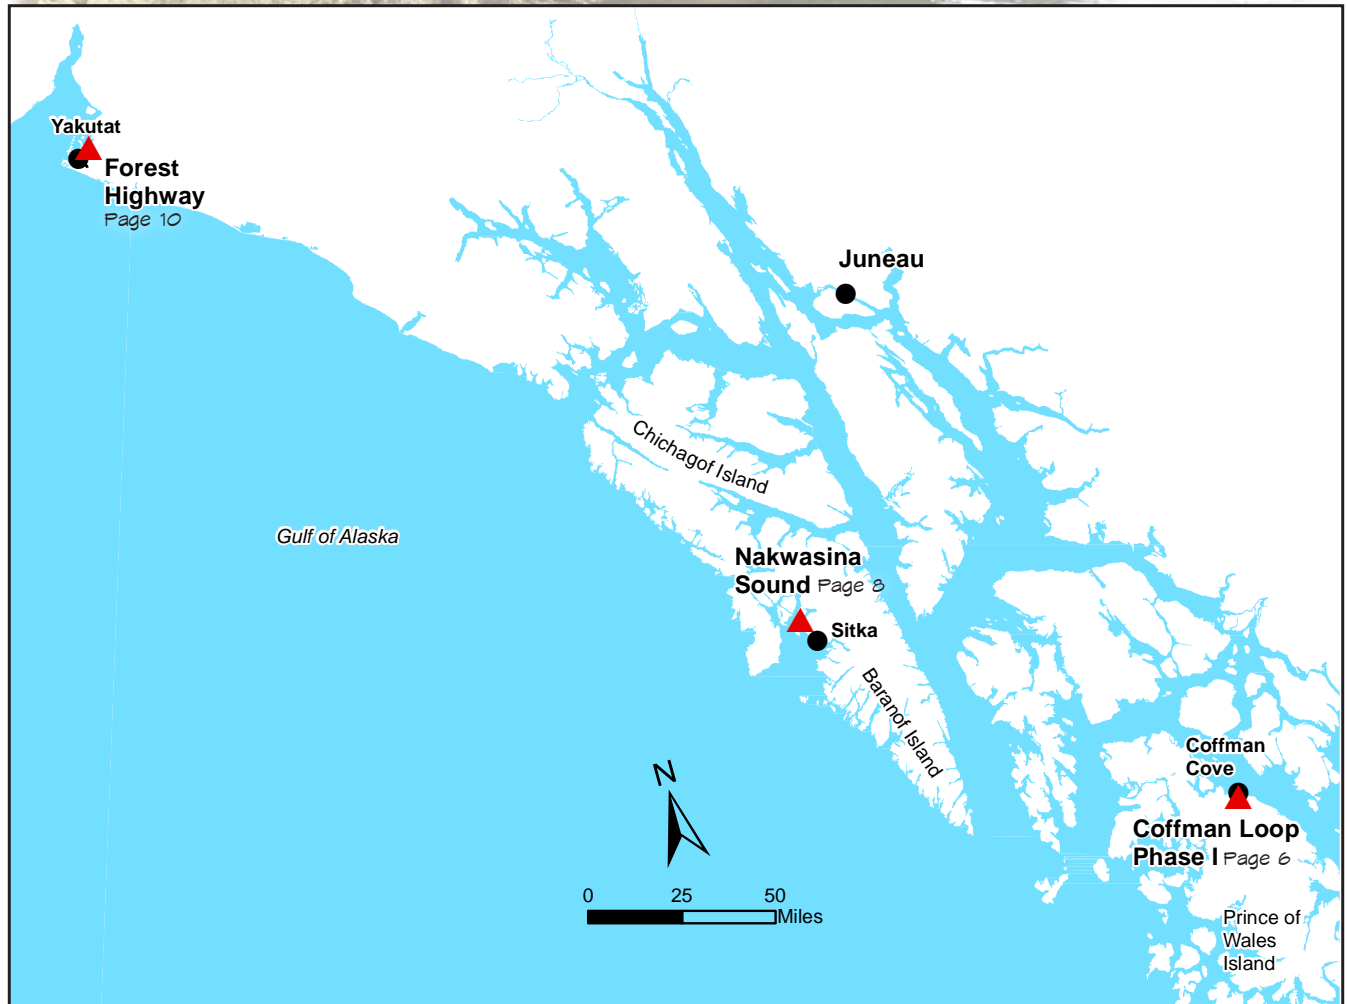 Yakutat
Forest
Highway
Page 10
Juneau
Chichagof Island
Gulf of Alaska
Nakwasina
Sound Page 8
Sitka
Baranof Island
N
0 25 50
Miles
Coffman
Cove
Coffman Loop
Phase I Page 6
Prince of
Wales
Island